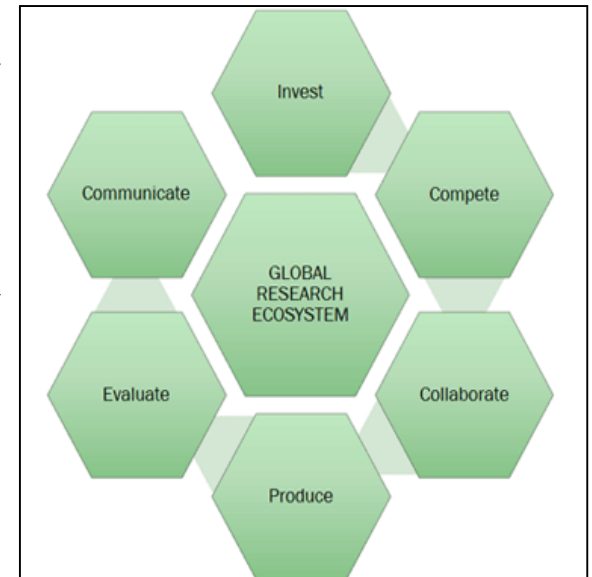 Invest
Communicate
Compete
GLOBAL
RESEARCH
ECOSYSTEM
Evaluate
Collaborate
Produce